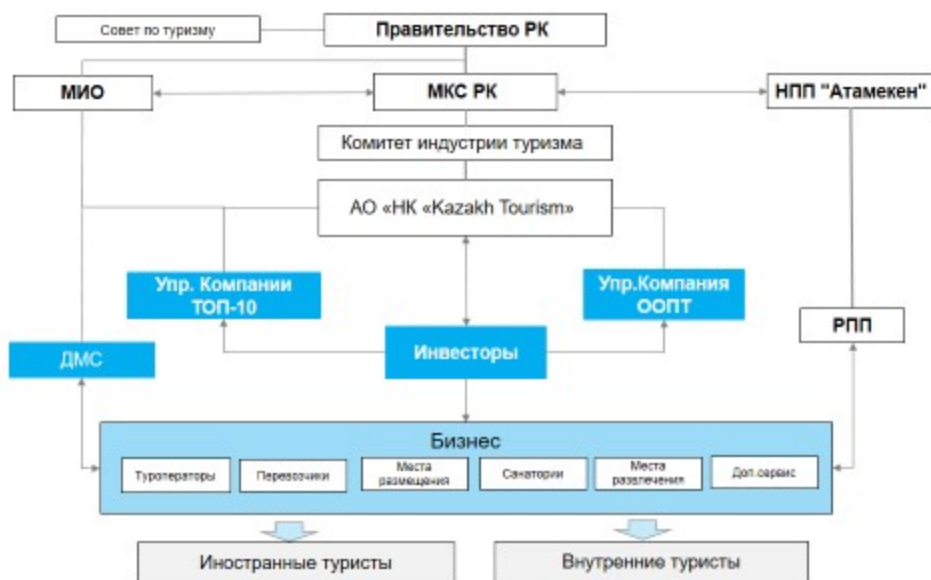 Совет по туризму
Правительство РК
МИО
МКС РК
НПП "Атамекен"
Комитет индустрии туризма
АО «НК «Kazakh Tourism»
Упр. Компании
ТОП-10
Упр.Компания
ООПТ
РПП
ДМС
Инвесторы
Бизнес
Туроператоры
Перевозчики
Места
размещения
Санатории
Места
развлечения
Доп.сервис
Иностранные туристы
Внутренние туристы